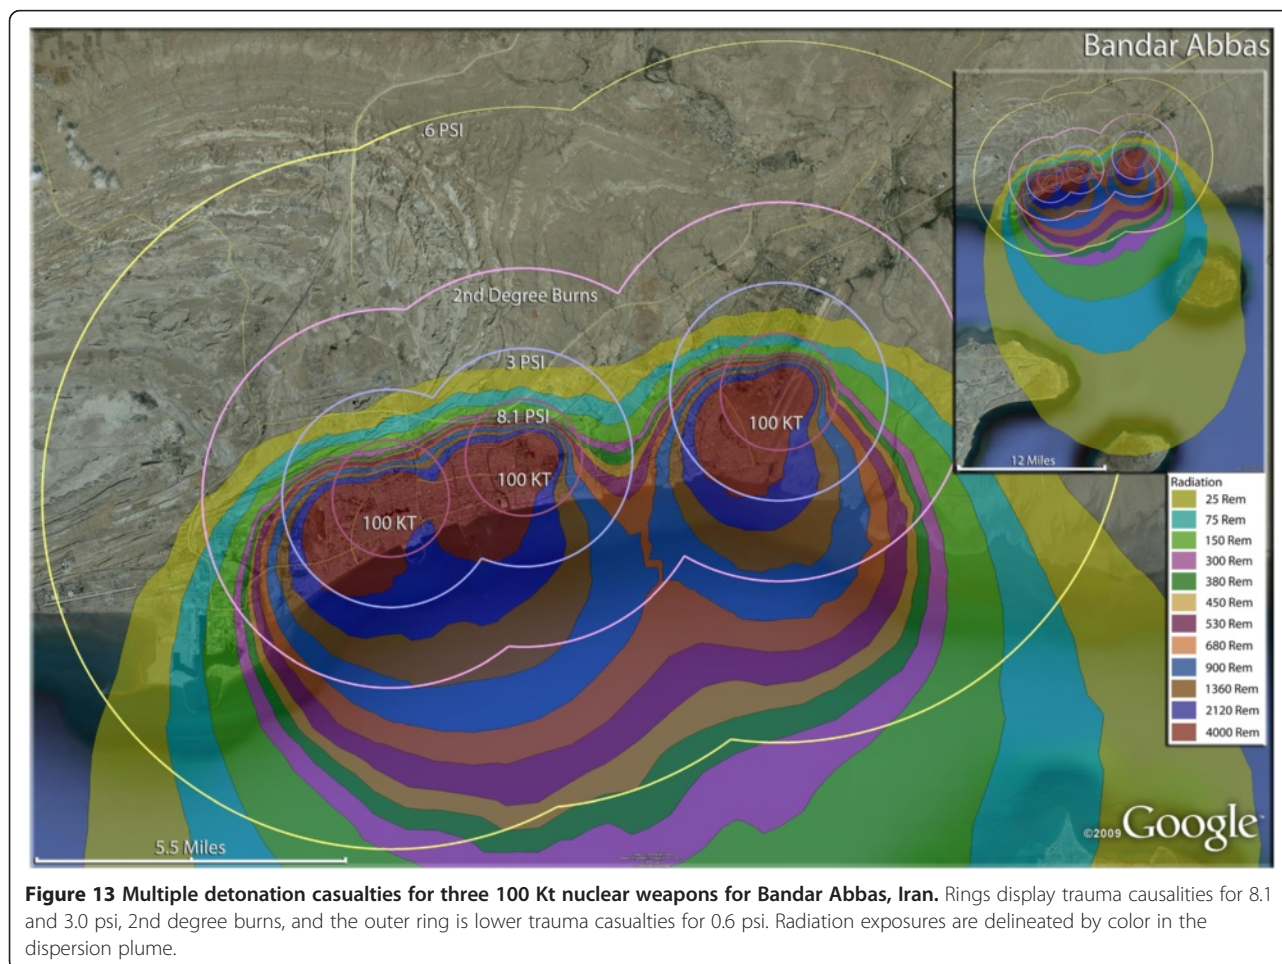 Bandar Abbas
.6 PSI
2nd Degree Burns
3 PSI
8.1 PSI
100 KT
100 KT
100 KT
12 Miles
Radiation
25 Rem
75 Rem
150 Rem
300 Rem
380 Rem
450 Rem
530 Rem
680 Rem
900 Rem
1360 Rem
2120 Rem
4000 Rem
5.5 Miles
©2009 Google
Figure 13 Multiple detonation casualties for three 100 Kt nuclear weapons for Bandar Abbas, Iran. Rings display trauma causalities for 8.1
and 3.0 psi, 2nd degree burns, and the outer ring is lower trauma casualties for 0.6 psi. Radiation exposures are delineated by color in the
dispersion plume.